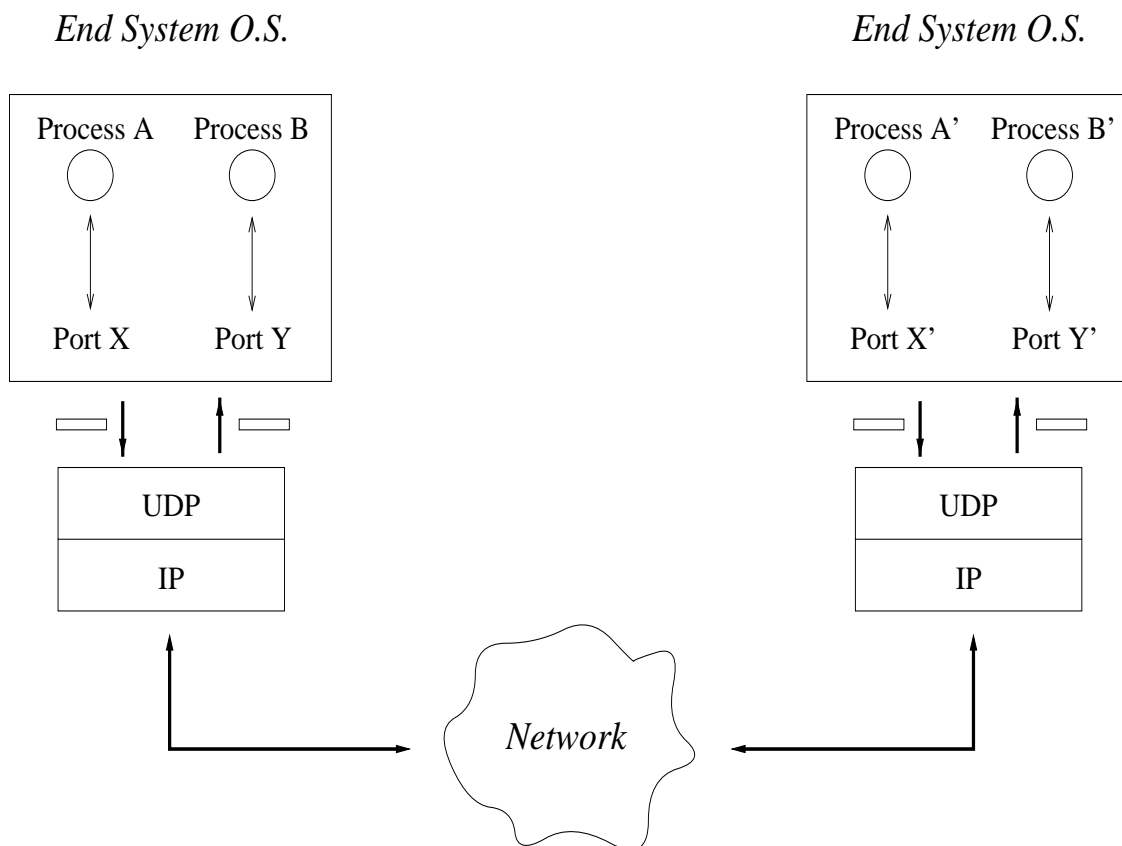 End System O.S.
End System O.S.
Process A
Process B
Process A’
Process B’
Port X
Port Y
Port X’
Port Y’
UDP
UDP
IP
IP
Network